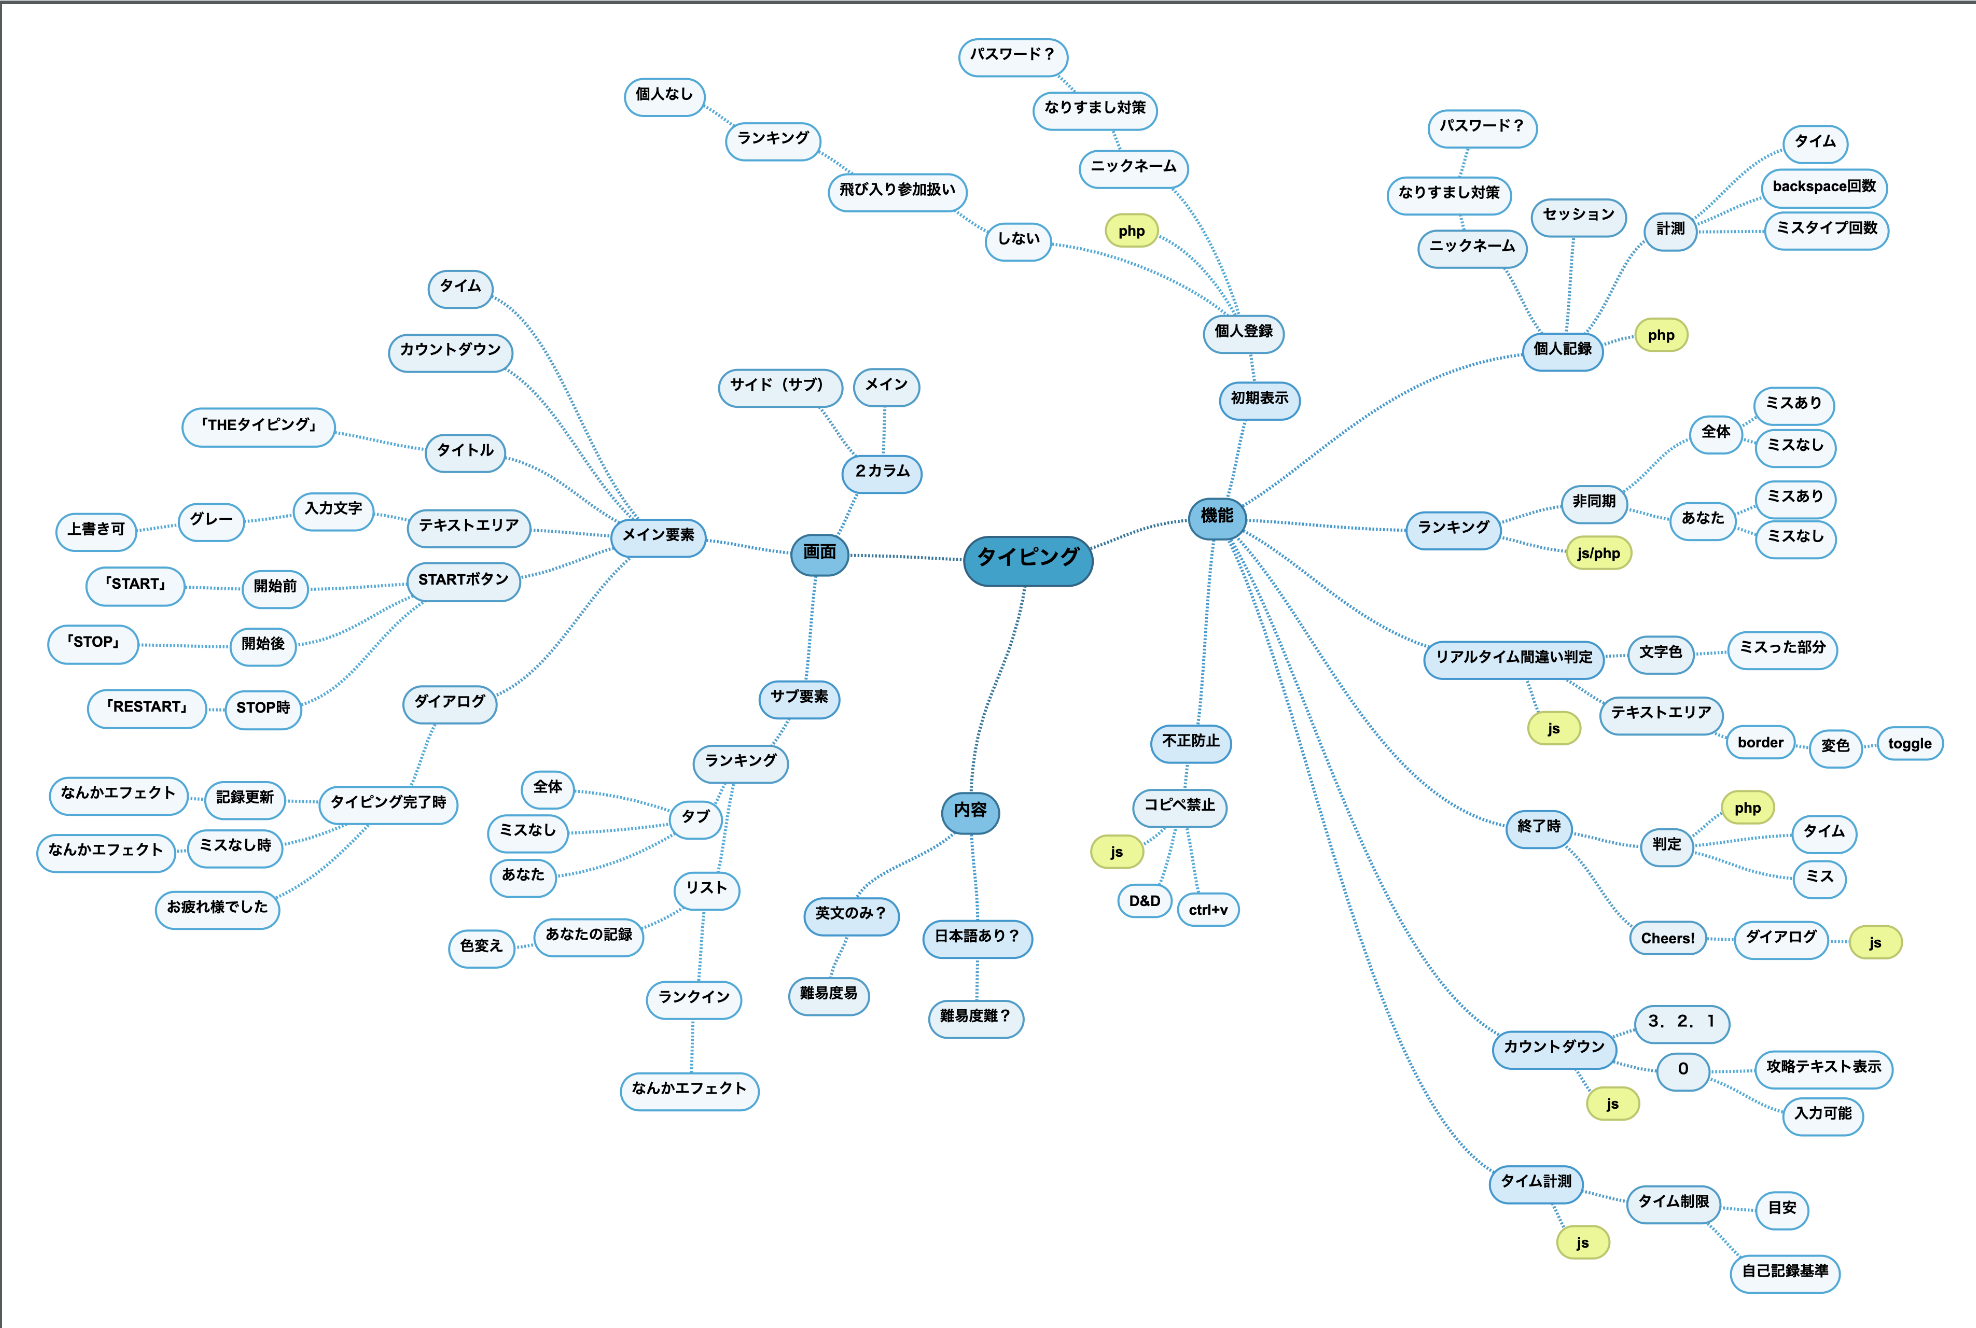 タイピング
機能
初期表示
個人登録
しない
飛び入り参加扱い
ランキング
個人なし
php
ニックネーム
なりすまし対策
パスワード？
個人記録
ニックネーム
なりすまし対策
パスワード？
セッション
計測
タイム
backspace回数
ミスタイプ回数
php
ランキング
非同期
全体
ミスあり
ミスなし
あなた
ミスあり
ミスなし
js/php
リアルタイム間違い判定
文字色
ミスった部分
テキストエリア
border
変色
toggle
js
終了時
判定
php
タイム
ミス
Cheers!
ダイアログ
js
カウントダウン
３．２．１
０
攻略テキスト表示
入力可能
js
タイム計測
タイム制限
目安
自己記録基準
js
不正防止
コピペ禁止
js
D&D
ctrl+v
内容
英文のみ？
難易度易
日本語あり？
難易度難？
画面
２カラム
サイド（サブ）
メイン
メイン要素
タイム
カウントダウン
タイトル
「THEタイピング」
テキストエリア
入力文字
グレー
上書き可
STARTボタン
開始前
「START」
開始後
「STOP」
STOP時
「RESTART」
ダイアログ
タイピング完了時
記録更新
なんかエフェクト
ミスなし時
なんかエフェクト
お疲れ様でした
サブ要素
ランキング
タブ
全体
ミスなし
あなた
リスト
あなたの記録
色変え
ランクイン
なんかエフェクト